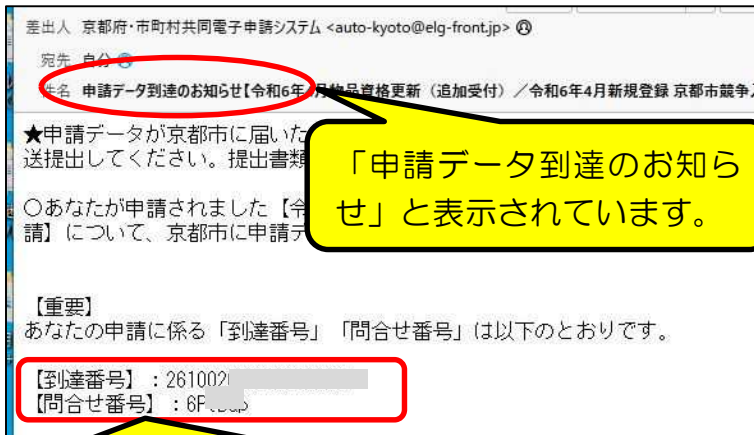 差出人 京都府・市町村共同電子申請システム <auto-kyoto@elg-front.jp>
宛先 自分
件名 申請データ到達のお知らせ【令和6年 月物品資格更新（追加受付）／令和6年4月新規登録 京都市競争
★申請データが京都市に届いた
送提出してください。提出書類
「申請データ到達のお知ら
せ」と表示されています。
○あなたが申請されました【令
請】について、京都市に申請デ
【重要】
あなたの申請に係る「到達番号」「問合せ番号」は以下のとおりです。
【到達番号】：261002
【問合せ番号】：6P